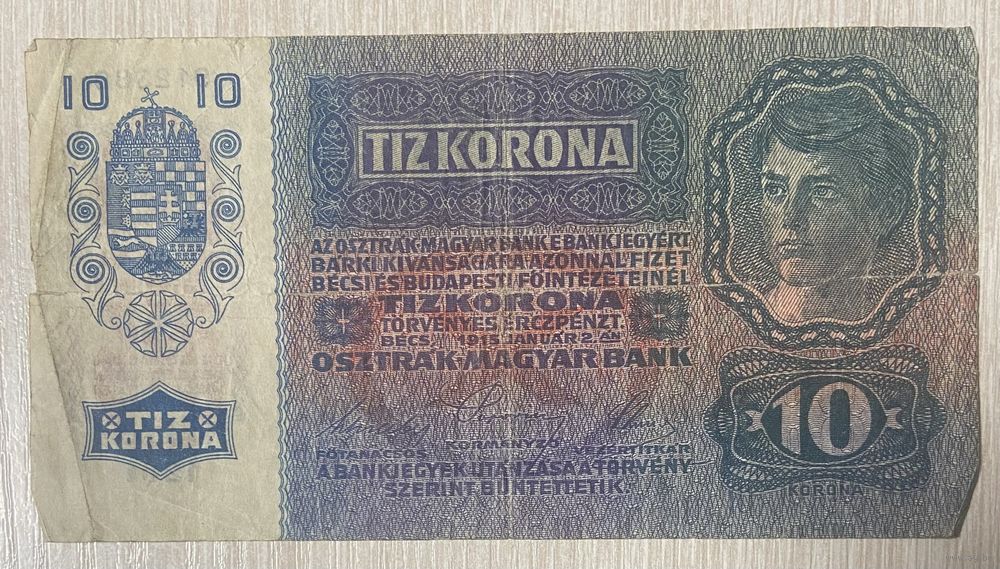 10 10
TIZ KORONA
AZ OSZTRÁK-MAGYAR BANK E BANKJEGYÉRT
BÁRKI KIVÁNSÁGÁRA AZONNAL FIZET
BÉCSI ÉS BUDAPESTI FŐINTÉZETEINÉL
TIZ KORONA
TÖRVÉNYES ÉRCZPÉNZT.
BÉCS, 1915 JANUÁR 2.ÁN
OSZTRÁK-MAGYAR BANK
KORMÁNYZÓ
FŐTANÁCSOS VEZÉRTITKÁR
A BANKJEGYEK UTÁNZÁSA A TÖRVÉNY
SZERINT BÜNTETTETIK.
TIZ
KORONA
10
KORONA